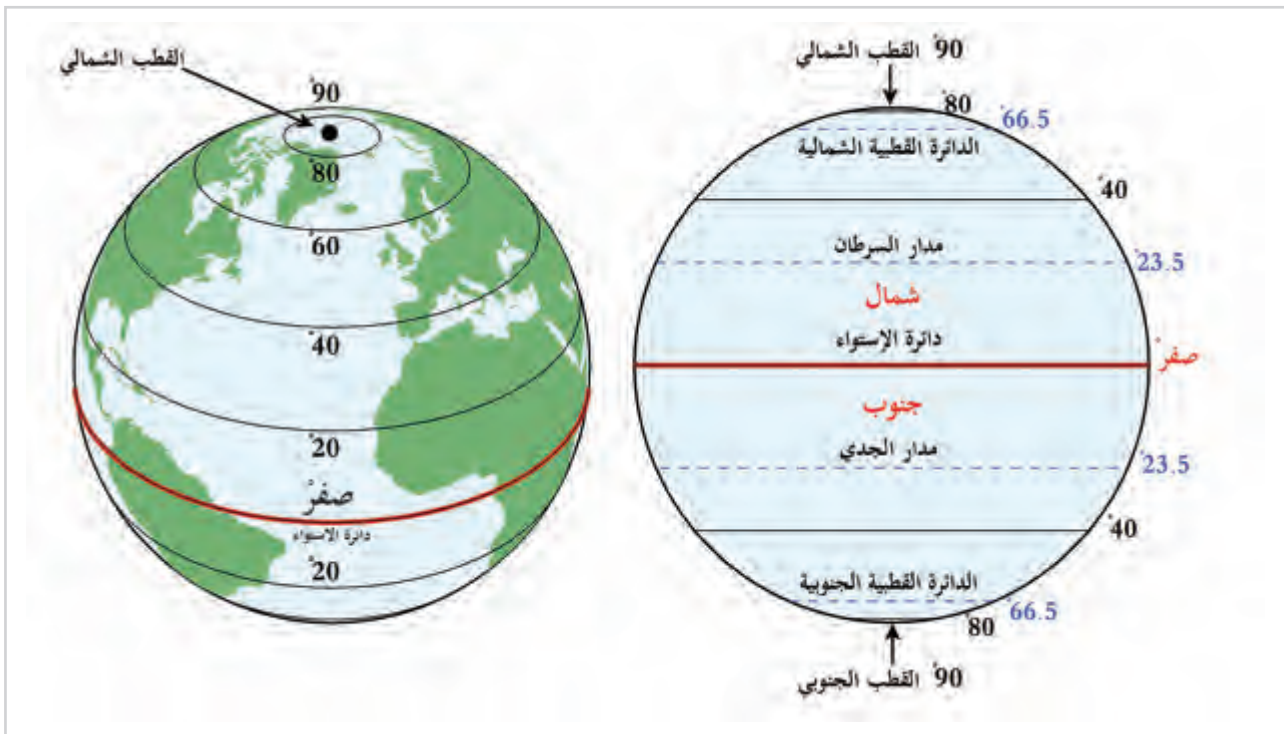 القطب الشمالي
°90
°80
°60
°40
°20
صفر°
دائرة الاستواء
°20
°90 القطب الشمالي
°80
°66.5
الدائرة القطبية الشمالية
°40
مدار السرطان
°23.5
شمال
دائرة الإستواء
صفر°
جنوب
مدار الجدي
°23.5
°40
الدائرة القطبية الجنوبية
°66.5
°80
°90 القطب الجنوبي